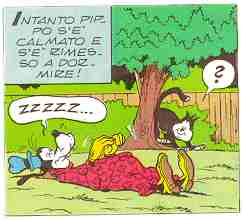 INTANTO PIP-
PO S'E'
CALMATO E
S'E' RIMES-
SO A DOR-
MIRE!
?
ZZZZZ...